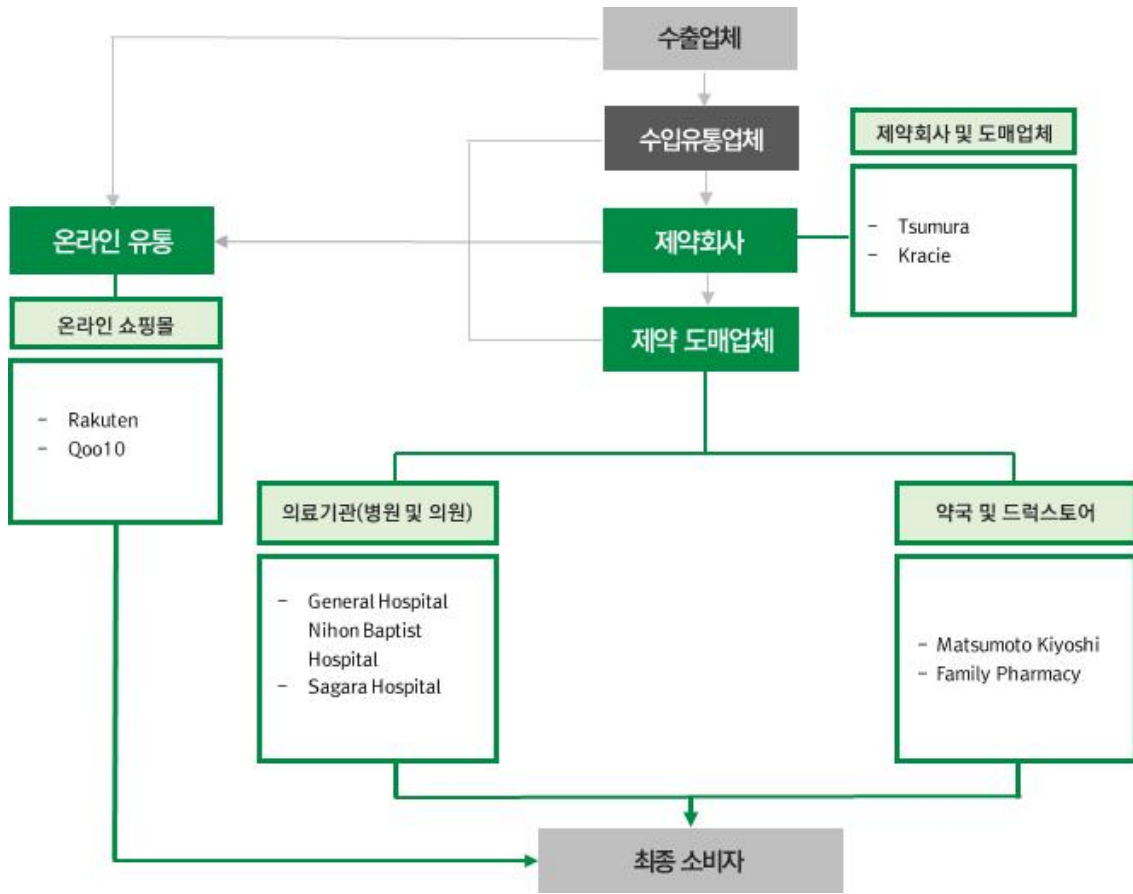 수출업체
수입유통업체
제약회사 및 도매업체
온라인 유통
제약회사
- Tsumura
- Kracie
온라인 쇼핑몰
제약 도매업체
- Rakuten
- Qoo10
의료기관(병원 및 의원)
약국 및 드럭스토어
- General Hospital
Nihon Baptist
Hospital
- Sagara Hospital
- Matsumoto Kiyoshi
- Family Pharmacy
최종 소비자